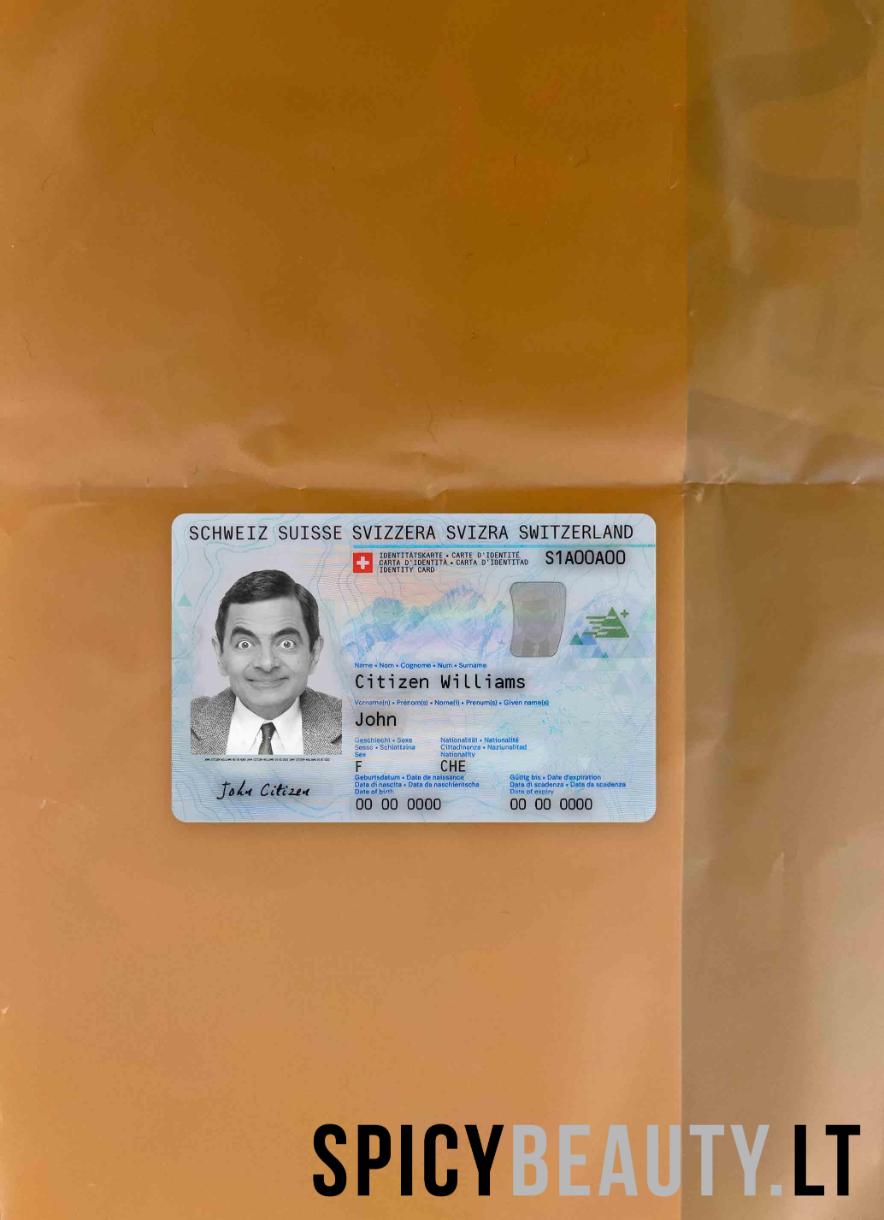 SCHWEIZ SUISSE SVIZZERA SVIZRA SWITZERLAND
IDENTITÄTSKARTE • CARTE D'IDENTITÉ
CARTA D'IDENTITÀ • CARTA D'IDENTITAD
IDENTITY CARD
S1A00A00
Name • Nom • Cognome • Num • Surname
Citizen Williams
Vorname(n) • Prénom(s) • Nome(i) • Prenum(s) • Given name(s)
John
Geschlecht • Sexe
Sesso • Schlattaina
Sex
Nationalität • Nationalité
Cittadinanza • Naziunalitad
Nationality
F
CHE
Geburtsdatum • Date de naissance
Data di nascita • Data da naschientscha
Date of birth
Gültig bis • Date d'expiration
Data di scadenza • Data da scadenza
Date of expiry
00 00 0000
00 00 0000
John Citizen
SPICYBEAUTY.LT